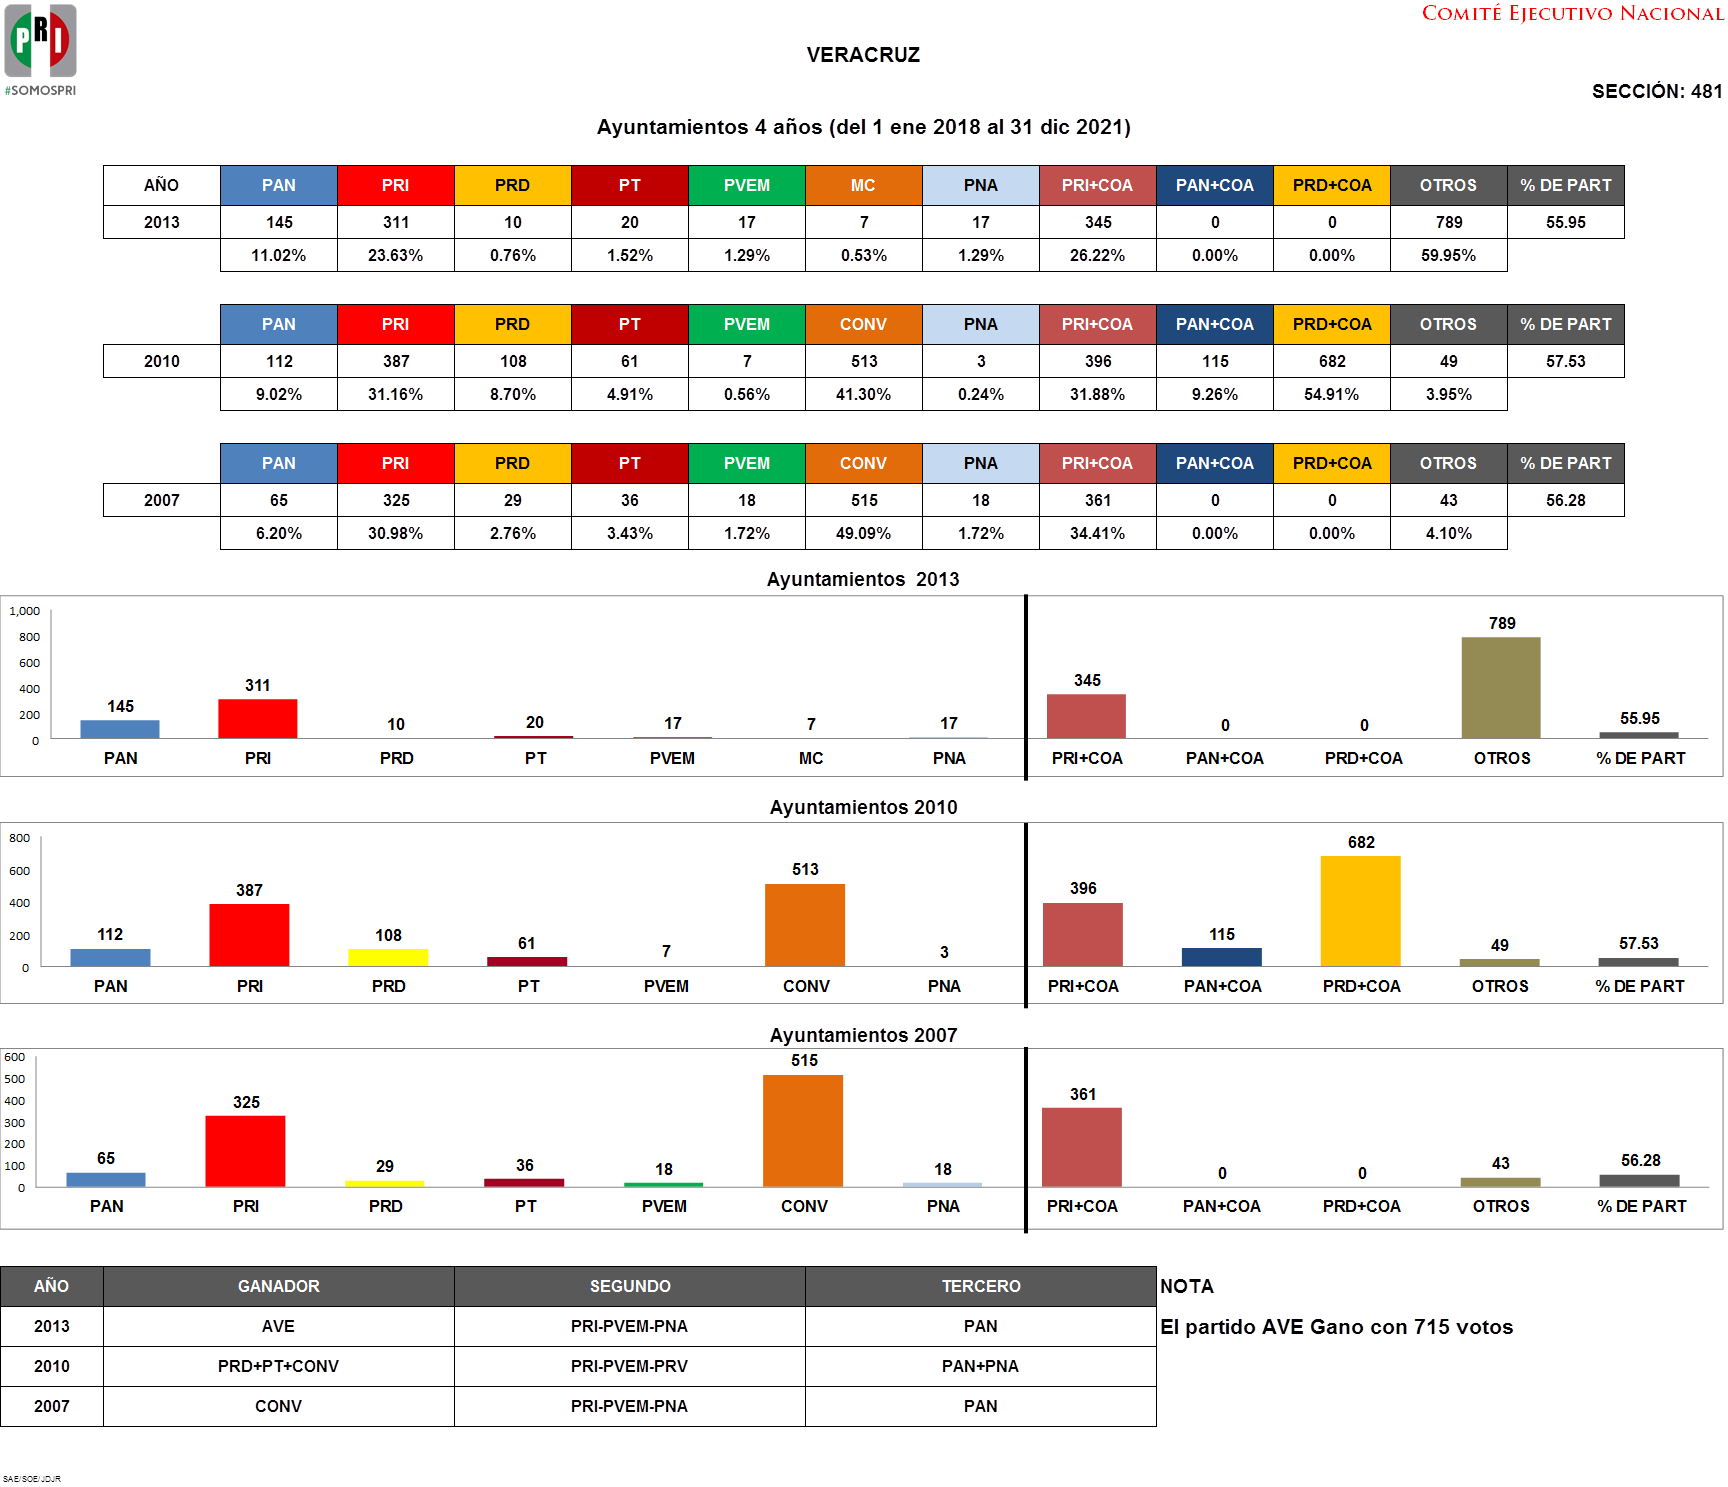 PRI
#SOMOSPRI
COMITÉ EJECUTIVO NACIONAL
VERACRUZ
SECCIÓN: 481
Ayuntamientos 4 años (del 1 ene 2018 al 31 dic 2021)
AÑO PAN PRI PRD PT PVEM MC PNA PRI+COA PAN+COA PRD+COA OTROS % DE PART
2013 145 311 10 20 17 7 17 345 0 0 789 55.95
11.02% 23.63% 0.76% 1.52% 1.29% 0.53% 1.29% 26.22% 0.00% 0.00% 59.95%
PAN PRI PRD PT PVEM CONV PNA PRI+COA PAN+COA PRD+COA OTROS % DE PART
2010 112 387 108 61 7 513 3 396 115 682 49 57.53
9.02% 31.16% 8.70% 4.91% 0.56% 41.30% 0.24% 31.88% 9.26% 54.91% 3.95%
PAN PRI PRD PT PVEM CONV PNA PRI+COA PAN+COA PRD+COA OTROS % DE PART
2007 65 325 29 36 18 515 18 361 0 0 43 56.28
6.20% 30.98% 2.76% 3.43% 1.72% 49.09% 1.72% 34.41% 0.00% 0.00% 4.10%
Ayuntamientos 2013
1,000
800
600
400
200
0
145 311 10 20 17 7 17 345 0 0 789 55.95
PAN PRI PRD PT PVEM MC PNA PRI+COA PAN+COA PRD+COA OTROS % DE PART
Ayuntamientos 2010
800
600
400
200
0
112 387 108 61 7 513 3 396 115 682 49 57.53
PAN PRI PRD PT PVEM CONV PNA PRI+COA PAN+COA PRD+COA OTROS % DE PART
Ayuntamientos 2007
600
500
400
300
200
100
0
65 325 29 36 18 515 18 361 0 0 43 56.28
PAN PRI PRD PT PVEM CONV PNA PRI+COA PAN+COA PRD+COA OTROS % DE PART
AÑO GANADOR SEGUNDO TERCERO NOTA
2013 AVE PRI-PVEM-PNA PAN El partido AVE Gano con 715 votos
2010 PRD+PT+CONV PRI-PVEM-PRV PAN+PNA
2007 CONV PRI-PVEM-PNA PAN
SAE/SOE/JDJR